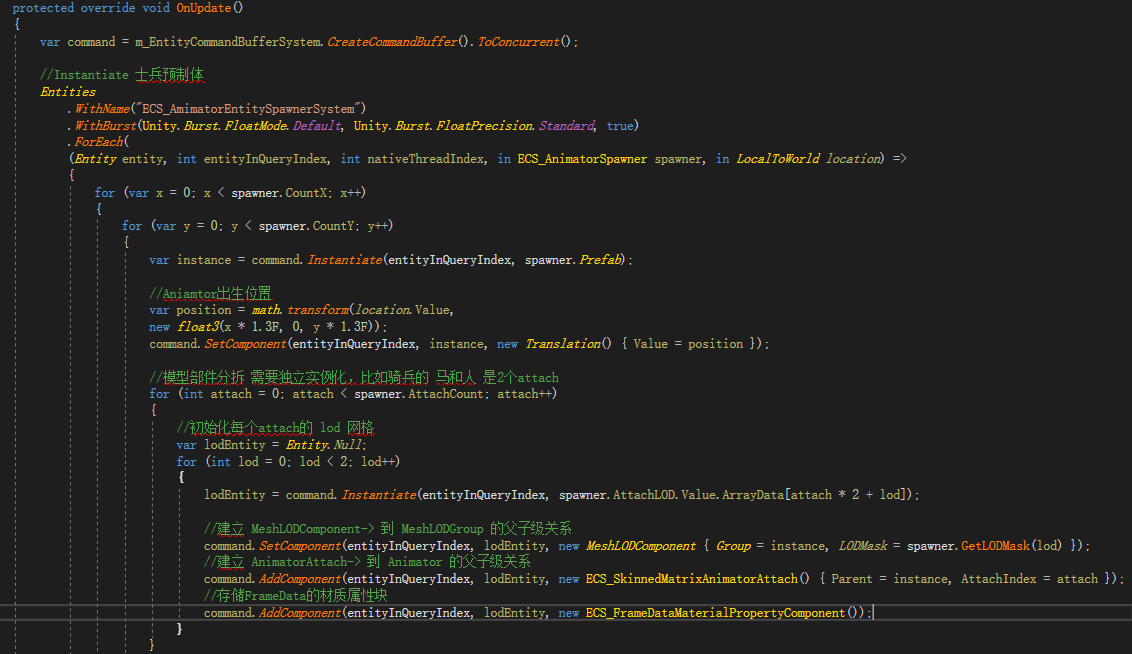 protected override void OnUpdate()
{
var command = m_EntityCommandBufferSystem.CreateCommandBuffer().ToConcurrent();
//Instantiate 士兵预制体
Entities
.WithName("ECS_AmimatorEntitySpawnerSystem")
.WithBurst(Unity.Burst.FloatMode.Default, Unity.Burst.FloatPrecision.Standard, true)
.ForEach(
(Entity entity, int entityInQueryIndex, int nativeThreadIndex, in ECS_AnimatorSpawner spawner, in LocalToWorld location) =>
{
for (var x = 0; x < spawner.CountX; x++)
{
for (var y = 0; y < spawner.CountY; y++)
{
var instance = command.Instantiate(entityInQueryIndex, spawner.Prefab);
//Aniamtor出生位置
var position = math.transform(location.Value,
new float3(x * 1.3F, 0, y * 1.3F));
command.SetComponent(entityInQueryIndex, instance, new Translation() { Value = position });
//模型部件分拆 需要独立实例化，比如骑兵的 马和人 是2个attach
for (int attach = 0; attach < spawner.AttachCount; attach++)
{
//初始化每个attach的 lod 网格
var lodEntity = Entity.Null;
for (int lod = 0; lod < 2; lod++)
{
lodEntity = command.Instantiate(entityInQueryIndex, spawner.AttachLOD.Value.ArrayData[attach * 2 + lod]);
//建立 MeshLODComponent-> 到 MeshLODGroup 的父子级关系
command.SetComponent(entityInQueryIndex, lodEntity, new MeshLODComponent { Group = instance, LODMask = spawner.GetLODMask(lod) });
//建立 AnimatorAttach-> 到 Animator 的父子级关系
command.AddComponent(entityInQueryIndex, lodEntity, new ECS_SkinnedMatrixAnimatorAttach() { Parent = instance, AttachIndex = attach });
//存储FrameData的材质属性块
command.AddComponent(entityInQueryIndex, lodEntity, new ECS_FrameDataMaterialPropertyComponent());
}
}